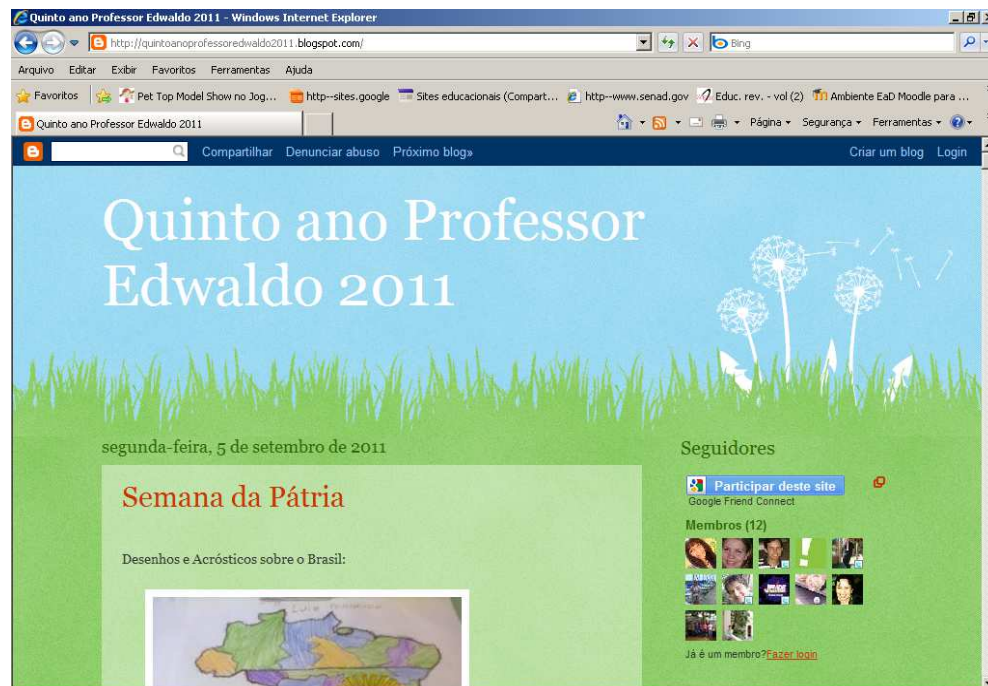 Quinto ano Professor Edwaldo 2011 - Windows Internet Explorer
http://quintoanoprofessoredwaldo2011.blogspot.com/
Bing
Arquivo Editar Exibir Favoritos Ferramentas Ajuda
Favoritos Pet Top Model Show no Jog... http--sites.google Sites educacionais (Compart... http--www.senad.gov Educ. rev. - vol (2) Ambiente EaD Moodle para ...
Quinto ano Professor Edwaldo 2011 Página Segurança Ferramentas
Compartilhar Denunciar abuso Próximo blog» Criar um blog Login
Quinto ano Professor
Edwaldo 2011
segunda-feira, 5 de setembro de 2011
Semana da Pátria
Desenhos e Acrósticos sobre o Brasil:
Seguidores
Participar deste site
Google Friend Connect
Membros (12)
Já é um membro?Fazer login